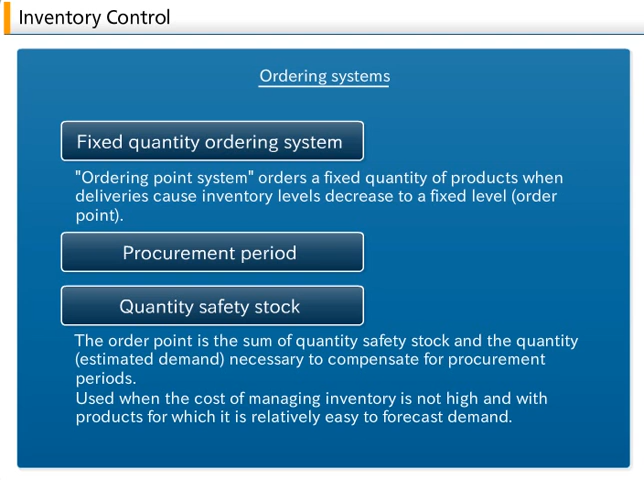 Inventory Control
Ordering systems
Fixed quantity ordering system
"Ordering point system" orders a fixed quantity of products when
deliveries cause inventory levels decrease to a fixed level (order
point).
Procurement period
Quantity safety stock
The order point is the sum of quantity safety stock and the quantity
(estimated demand) necessary to compensate for procurement
periods.
Used when the cost of managing inventory is not high and with
products for which it is relatively easy to forecast demand.